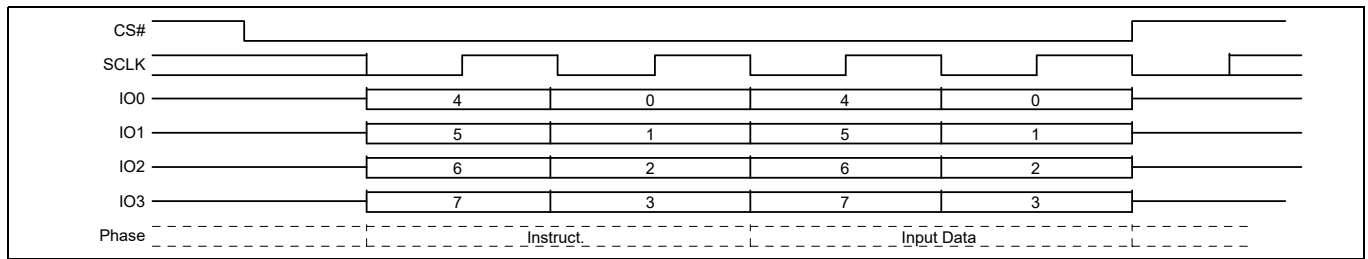 CS#
SCLK
IO0 4 0 4 0
IO1 5 1 5 1
IO2 6 2 6 2
IO3 7 3 7 3
Phase Instruct. Input Data